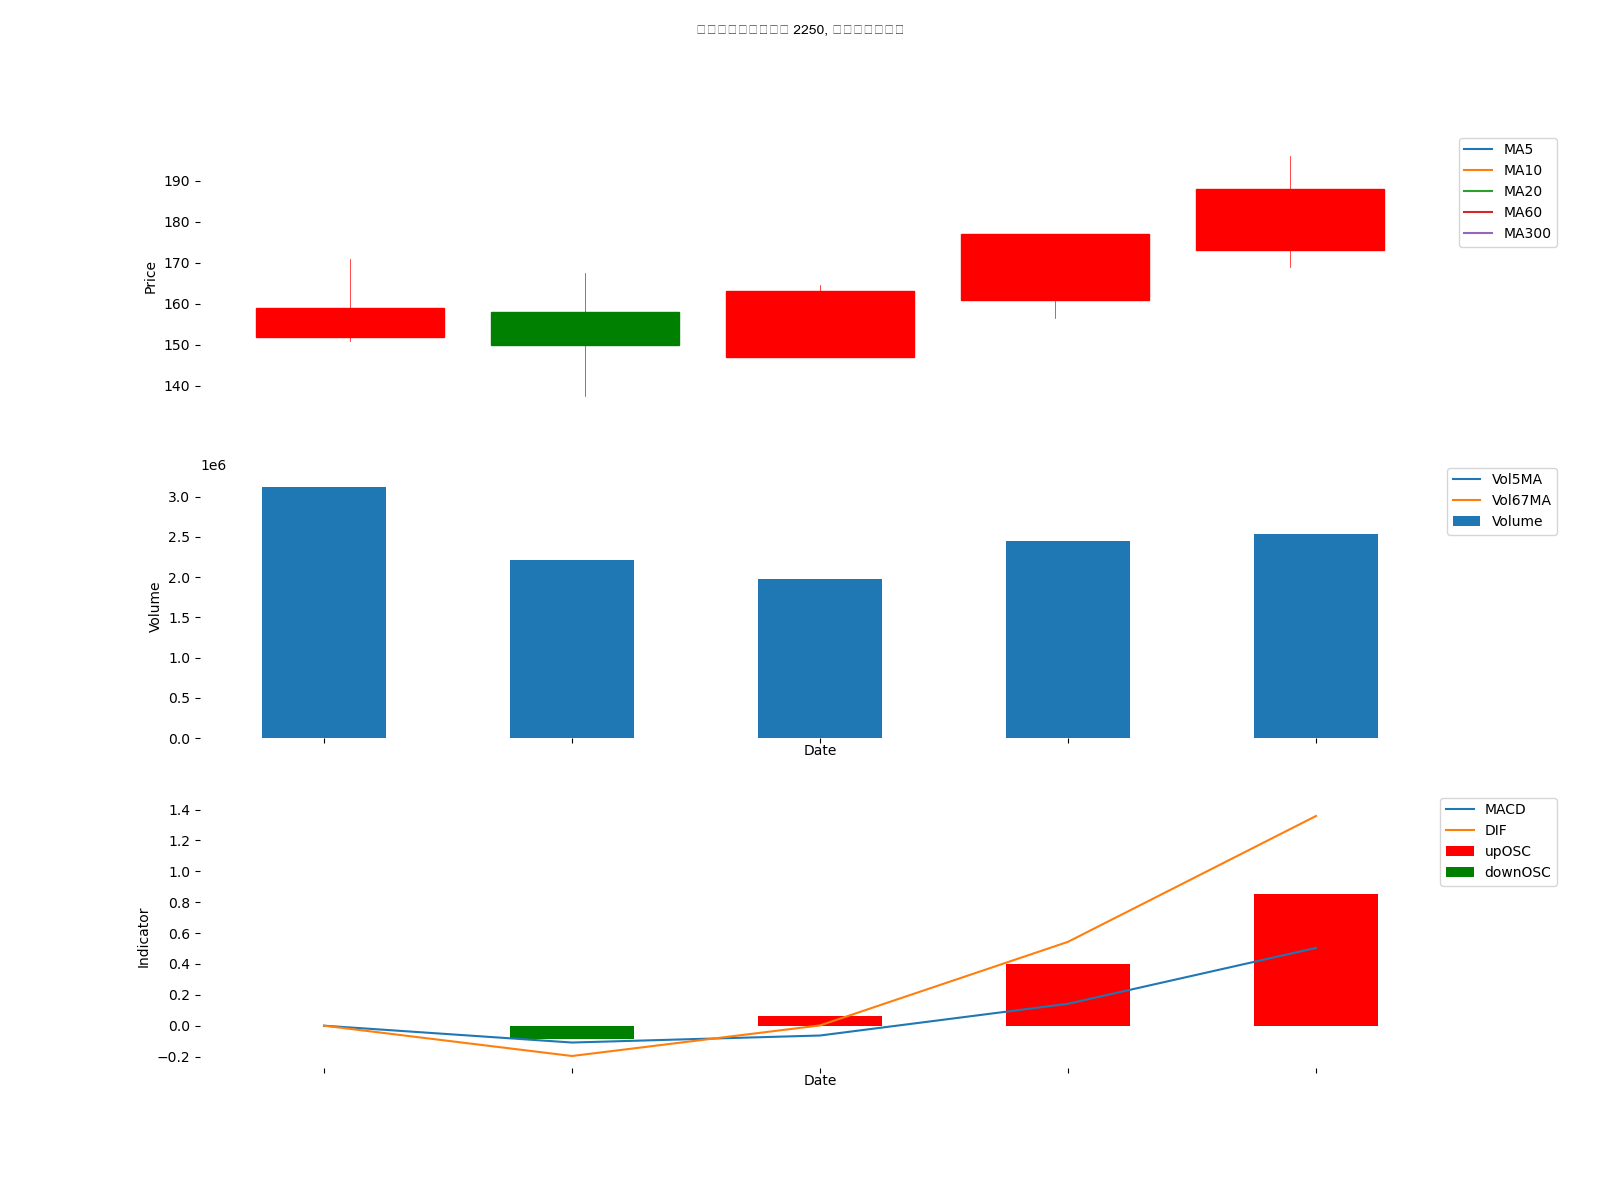 □□□□□□□□□ 2250, □□□□□□□
MA5
MA10
MA20
MA60
MA300
Price
190
180
170
160
150
140
1e6
Vol5MA
Vol67MA
Volume
Volume
3.0
2.5
2.0
1.5
1.0
0.5
0.0
Date
MACD
DIF
upOSC
downOSC
Indicator
1.4
1.2
1.0
0.8
0.6
0.4
0.2
0.0
−0.2
Date